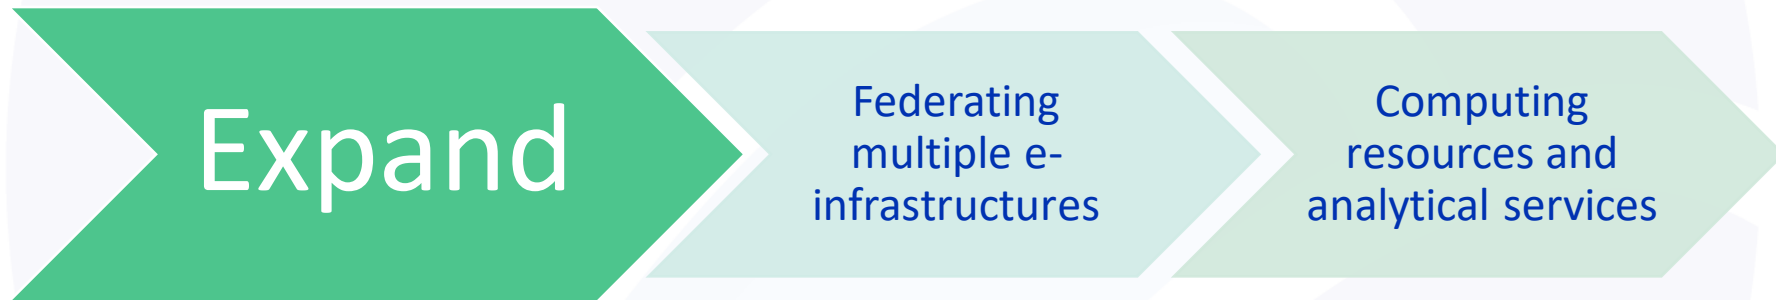 Expand
Federating
multiple e-
infrastructures
Computing
resources and
analytical services